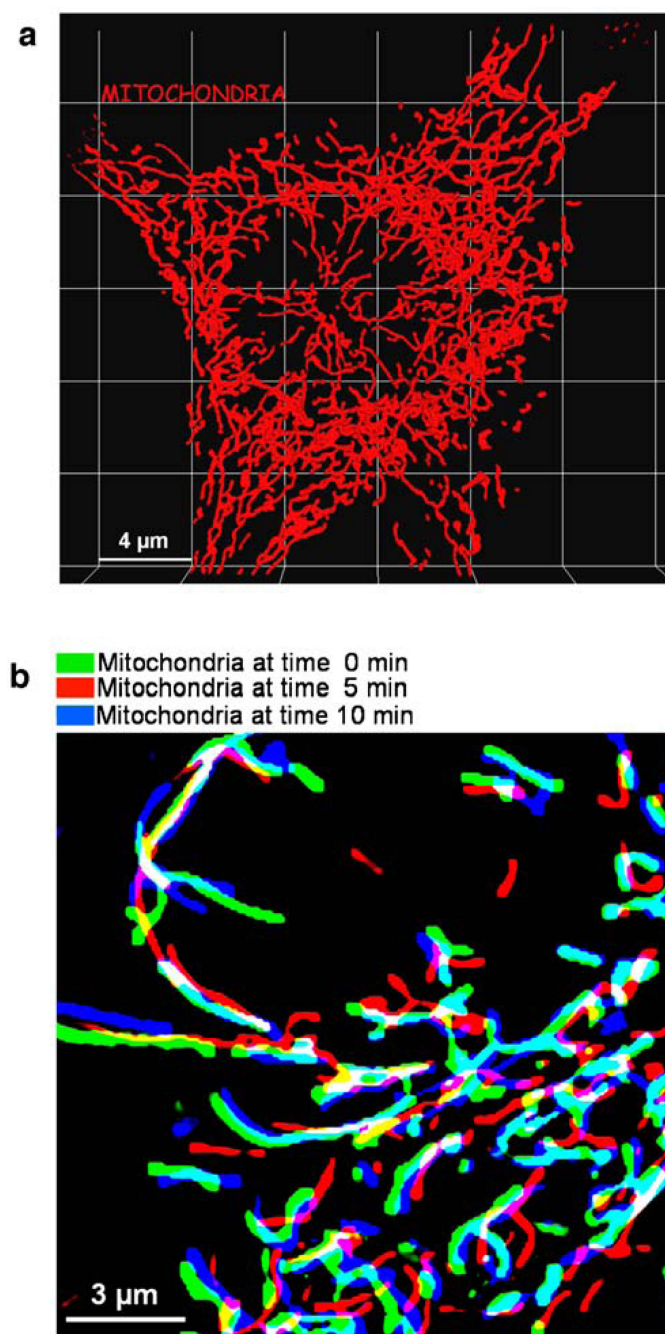 a
MITOCHONDRIA
4 µm
b
Mitochondria at time 0 min
Mitochondria at time 5 min
Mitochondria at time 10 min
3 µm